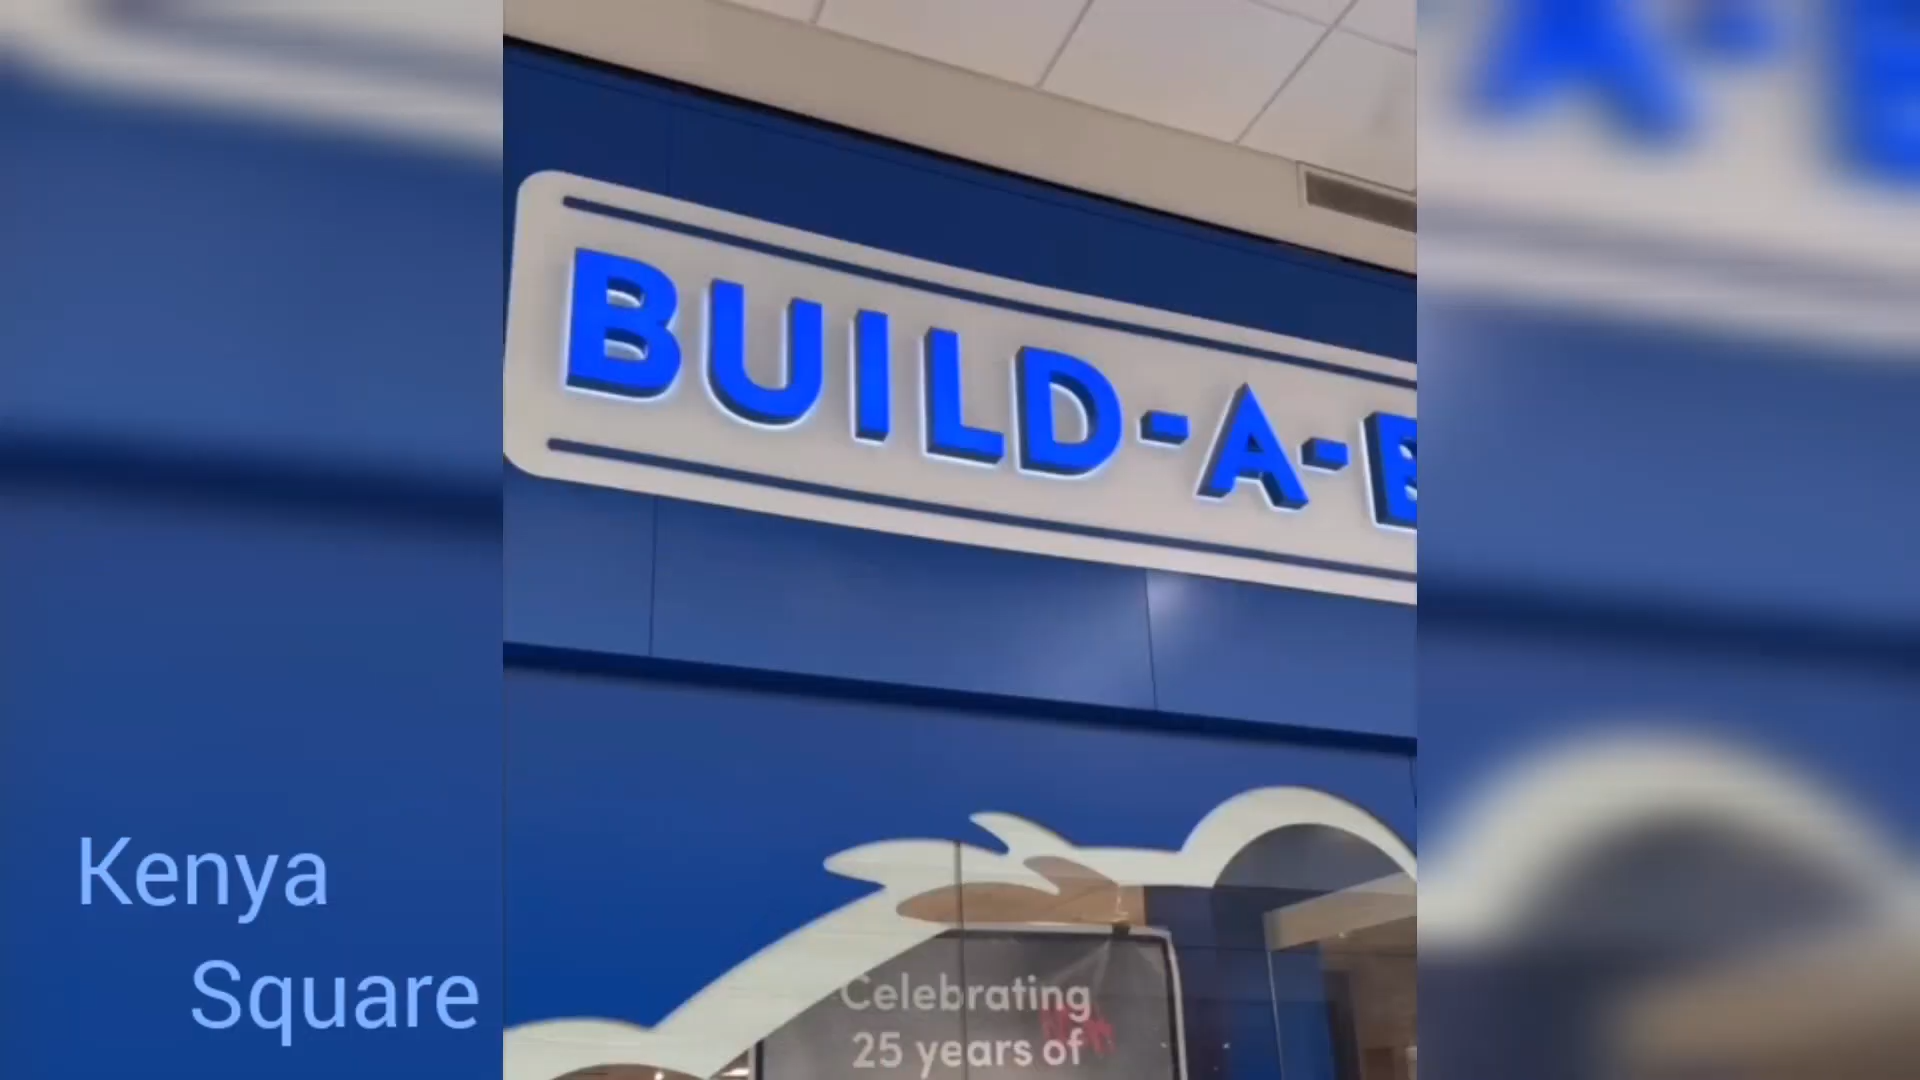 BUILD-A-B
Celebrating
25 years of
Kenya
Square